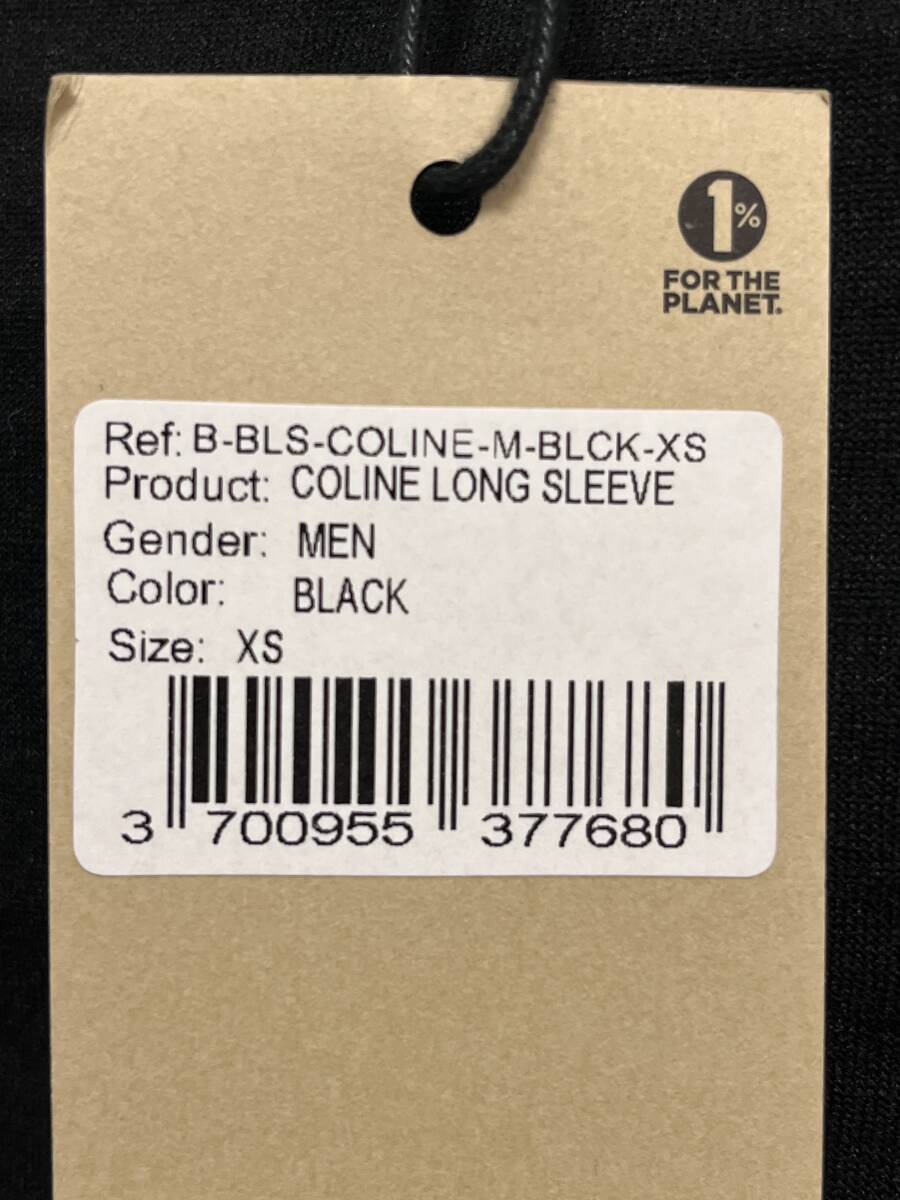 1%
FOR THE
PLANET.
Ref: B-BLS-COLINE-M-BLCK-XS
Product: COLINE LONG SLEEVE
Gender: MEN
Color: BLACK
Size: XS
3 700955 377680